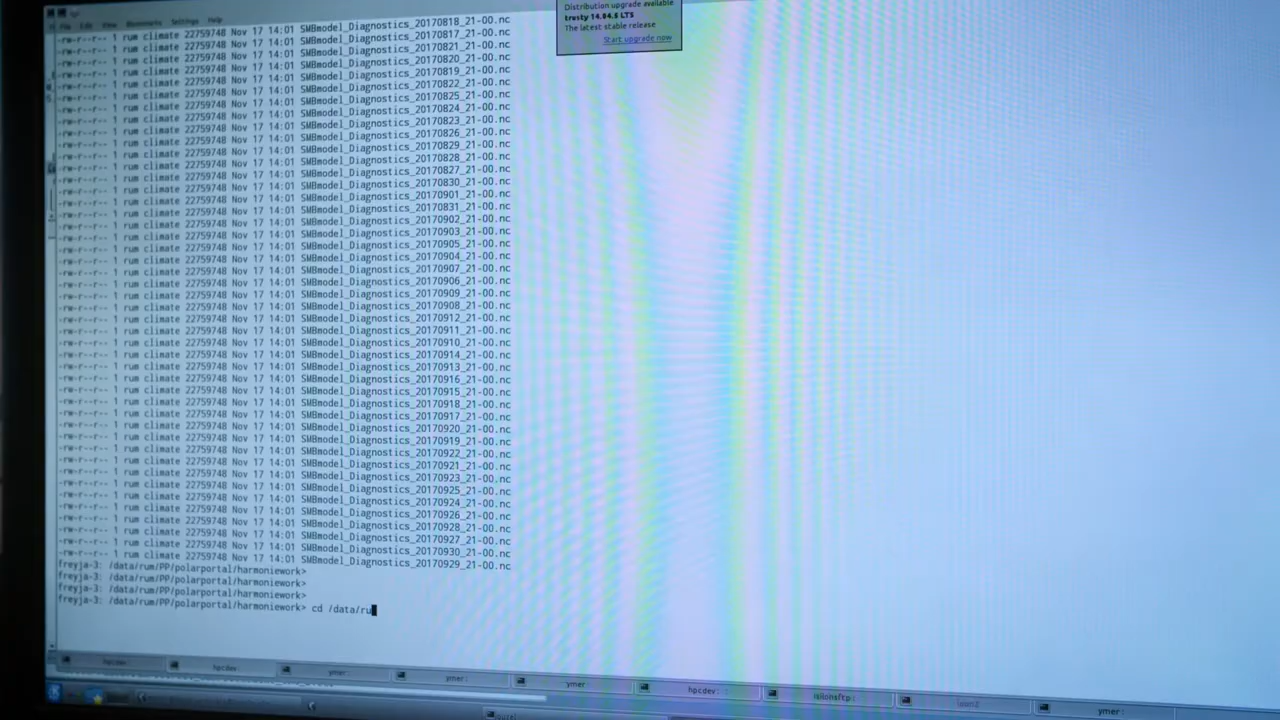 File Edit View Bookmarks Settings Help
-rw-r--r-- 1 rum climate 22759748 Nov 17 14:01 SMBmodel_Diagnostics_20170818_21-00.nc
-rw-r--r-- 1 rum climate 22759748 Nov 17 14:01 SMBmodel_Diagnostics_20170817_21-00.nc
-rw-r--r-- 1 rum climate 22759748 Nov 17 14:01 SMBmodel_Diagnostics_20170821_21-00.nc
-rw-r--r-- 1 rum climate 22759748 Nov 17 14:01 SMBmodel_Diagnostics_20170820_21-00.nc
-rw-r--r-- 1 rum climate 22759748 Nov 17 14:01 SMBmodel_Diagnostics_20170819_21-00.nc
-rw-r--r-- 1 rum climate 22759748 Nov 17 14:01 SMBmodel_Diagnostics_20170822_21-00.nc
-rw-r--r-- 1 rum climate 22759748 Nov 17 14:01 SMBmodel_Diagnostics_20170825_21-00.nc
-rw-r--r-- 1 rum climate 22759748 Nov 17 14:01 SMBmodel_Diagnostics_20170824_21-00.nc
-rw-r--r-- 1 rum climate 22759748 Nov 17 14:01 SMBmodel_Diagnostics_20170823_21-00.nc
-rw-r--r-- 1 rum climate 22759748 Nov 17 14:01 SMBmodel_Diagnostics_20170826_21-00.nc
-rw-r--r-- 1 rum climate 22759748 Nov 17 14:01 SMBmodel_Diagnostics_20170829_21-00.nc
-rw-r--r-- 1 rum climate 22759748 Nov 17 14:01 SMBmodel_Diagnostics_20170828_21-00.nc
-rw-r--r-- 1 rum climate 22759748 Nov 17 14:01 SMBmodel_Diagnostics_20170827_21-00.nc
-rw-r--r-- 1 rum climate 22759748 Nov 17 14:01 SMBmodel_Diagnostics_20170830_21-00.nc
-rw-r--r-- 1 rum climate 22759748 Nov 17 14:01 SMBmodel_Diagnostics_20170901_21-00.nc
-rw-r--r-- 1 rum climate 22759748 Nov 17 14:01 SMBmodel_Diagnostics_20170831_21-00.nc
-rw-r--r-- 1 rum climate 22759748 Nov 17 14:01 SMBmodel_Diagnostics_20170902_21-00.nc
-rw-r--r-- 1 rum climate 22759748 Nov 17 14:01 SMBmodel_Diagnostics_20170903_21-00.nc
-rw-r--r-- 1 rum climate 22759748 Nov 17 14:01 SMBmodel_Diagnostics_20170905_21-00.nc
-rw-r--r-- 1 rum climate 22759748 Nov 17 14:01 SMBmodel_Diagnostics_20170904_21-00.nc
-rw-r--r-- 1 rum climate 22759748 Nov 17 14:01 SMBmodel_Diagnostics_20170907_21-00.nc
-rw-r--r-- 1 rum climate 22759748 Nov 17 14:01 SMBmodel_Diagnostics_20170906_21-00.nc
-rw-r--r-- 1 rum climate 22759748 Nov 17 14:01 SMBmodel_Diagnostics_20170909_21-00.nc
-rw-r--r-- 1 rum climate 22759748 Nov 17 14:01 SMBmodel_Diagnostics_20170908_21-00.nc
-rw-r--r-- 1 rum climate 22759748 Nov 17 14:01 SMBmodel_Diagnostics_20170912_21-00.nc
-rw-r--r-- 1 rum climate 22759748 Nov 17 14:01 SMBmodel_Diagnostics_20170911_21-00.nc
-rw-r--r-- 1 rum climate 22759748 Nov 17 14:01 SMBmodel_Diagnostics_20170910_21-00.nc
-rw-r--r-- 1 rum climate 22759748 Nov 17 14:01 SMBmodel_Diagnostics_20170914_21-00.nc
-rw-r--r-- 1 rum climate 22759748 Nov 17 14:01 SMBmodel_Diagnostics_20170913_21-00.nc
-rw-r--r-- 1 rum climate 22759748 Nov 17 14:01 SMBmodel_Diagnostics_20170916_21-00.nc
-rw-r--r-- 1 rum climate 22759748 Nov 17 14:01 SMBmodel_Diagnostics_20170915_21-00.nc
-rw-r--r-- 1 rum climate 22759748 Nov 17 14:01 SMBmodel_Diagnostics_20170918_21-00.nc
-rw-r--r-- 1 rum climate 22759748 Nov 17 14:01 SMBmodel_Diagnostics_20170917_21-00.nc
-rw-r--r-- 1 rum climate 22759748 Nov 17 14:01 SMBmodel_Diagnostics_20170920_21-00.nc
-rw-r--r-- 1 rum climate 22759748 Nov 17 14:01 SMBmodel_Diagnostics_20170919_21-00.nc
-rw-r--r-- 1 rum climate 22759748 Nov 17 14:01 SMBmodel_Diagnostics_20170922_21-00.nc
-rw-r--r-- 1 rum climate 22759748 Nov 17 14:01 SMBmodel_Diagnostics_20170921_21-00.nc
-rw-r--r-- 1 rum climate 22759748 Nov 17 14:01 SMBmodel_Diagnostics_20170923_21-00.nc
-rw-r--r-- 1 rum climate 22759748 Nov 17 14:01 SMBmodel_Diagnostics_20170925_21-00.nc
-rw-r--r-- 1 rum climate 22759748 Nov 17 14:01 SMBmodel_Diagnostics_20170924_21-00.nc
-rw-r--r-- 1 rum climate 22759748 Nov 17 14:01 SMBmodel_Diagnostics_20170926_21-00.nc
-rw-r--r-- 1 rum climate 22759748 Nov 17 14:01 SMBmodel_Diagnostics_20170928_21-00.nc
-rw-r--r-- 1 rum climate 22759748 Nov 17 14:01 SMBmodel_Diagnostics_20170927_21-00.nc
-rw-r--r-- 1 rum climate 22759748 Nov 17 14:01 SMBmodel_Diagnostics_20170930_21-00.nc
-rw-r--r-- 1 rum climate 22759748 Nov 17 14:01 SMBmodel_Diagnostics_20170929_21-00.nc
freyja-3: /data/rum/PP/polarportal/harmoniework>
freyja-3: /data/rum/PP/polarportal/harmoniework>
freyja-3: /data/rum/PP/polarportal/harmoniework>
freyja-3: /data/rum/PP/polarportal/harmoniework> cd /data/ru
Distribution upgrade available
trusty 14.04.5 LTS
The latest stable release
Start upgrade now
hpcdev: hpcdev: ymer: ymer: ymer: hpcdev: : ymer: